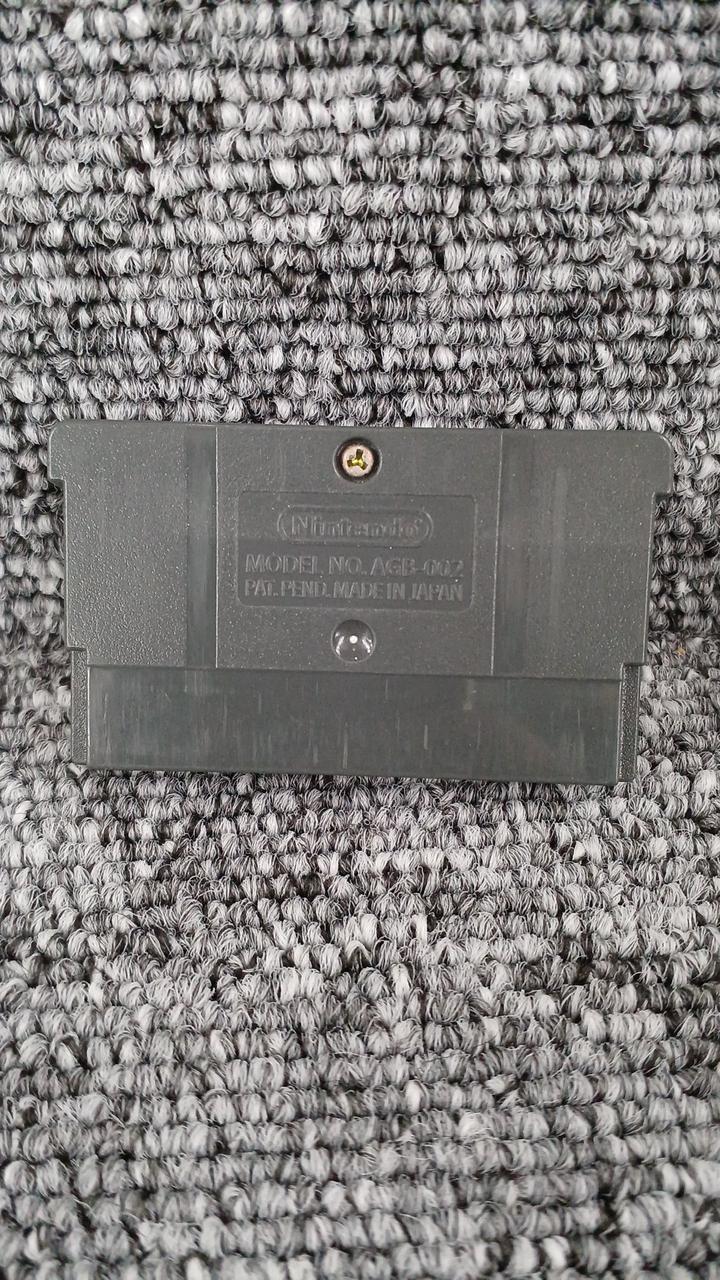 Nintendo
MODEL NO. AGB-002
PAT. PEND. MADE IN JAPAN